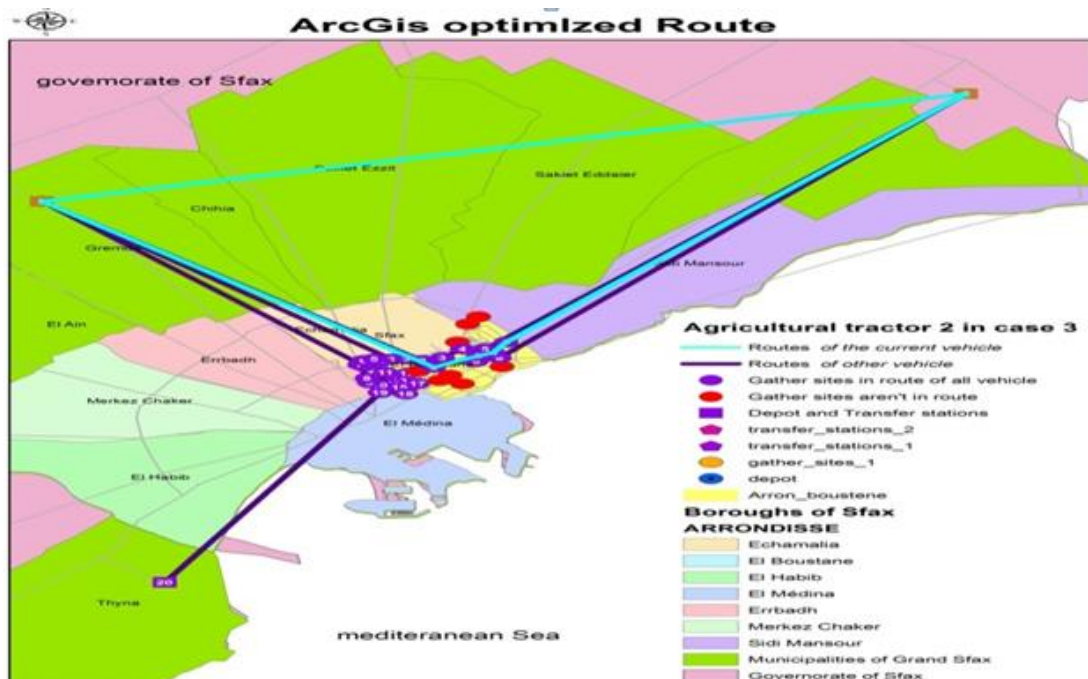 ArcGis optimIzed Route
govemorate of Sfax
Sakiet Eddaier
Chihia
Mansour
El Ain
Sfax
Errbadh
Merkez Chaker
El Médina
El Habib
20
Thyna
mediteranean Sea
Agricultural tractor 2 in case 3
Routes of the current vehicle
Routes of other vehicle
Gather sites in route of all vehicle
Gather sites aren't in route
Depot and Transfer stations
transfer_stations_2
transfer_stations_1
gather_sites_1
depot
Arron_boustene
Boroughs of Sfax
ARRONDISSE
Echamalia
El Boustane
El Habib
El Médina
Errbadh
Merkez Chaker
Sidi Mansour
Municipalities of Grand Sfax
Governorate of Sfax